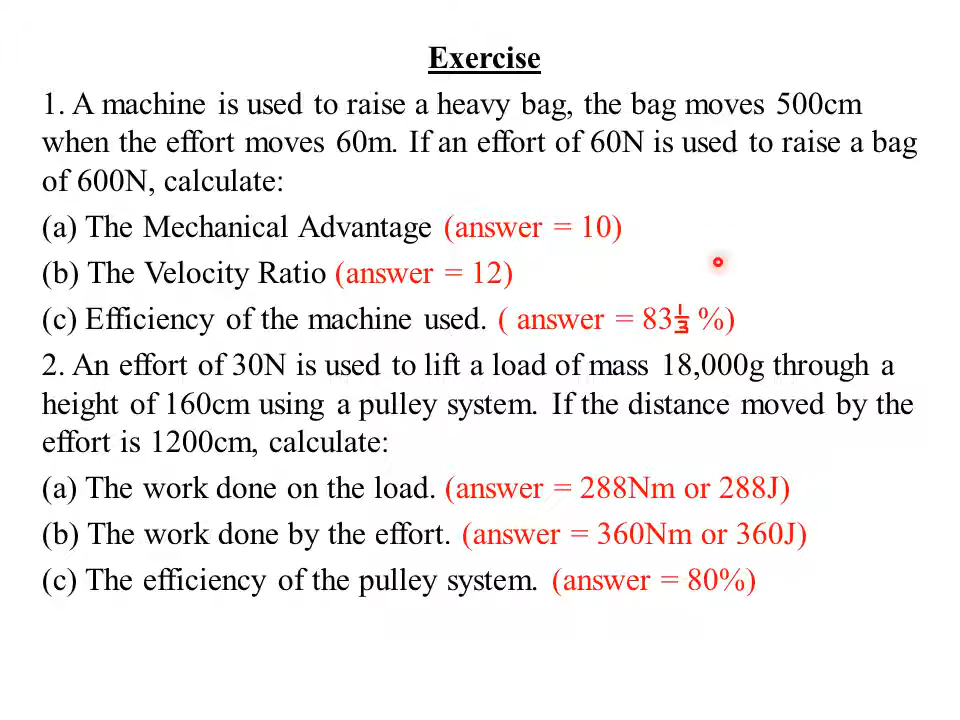 Exercise
1. A machine is used to raise a heavy bag, the bag moves 500cm
when the effort moves 60m. If an effort of 60N is used to raise a bag
of 600N, calculate:
(a) The Mechanical Advantage (answer = 10)
(b) The Velocity Ratio (answer = 12)
(c) Efficiency of the machine used. ( answer = 83⅓ %)
2. An effort of 30N is used to lift a load of mass 18,000g through a
height of 160cm using a pulley system. If the distance moved by the
effort is 1200cm, calculate:
(a) The work done on the load. (answer = 288Nm or 288J)
(b) The work done by the effort. (answer = 360Nm or 360J)
(c) The efficiency of the pulley system. (answer = 80%)